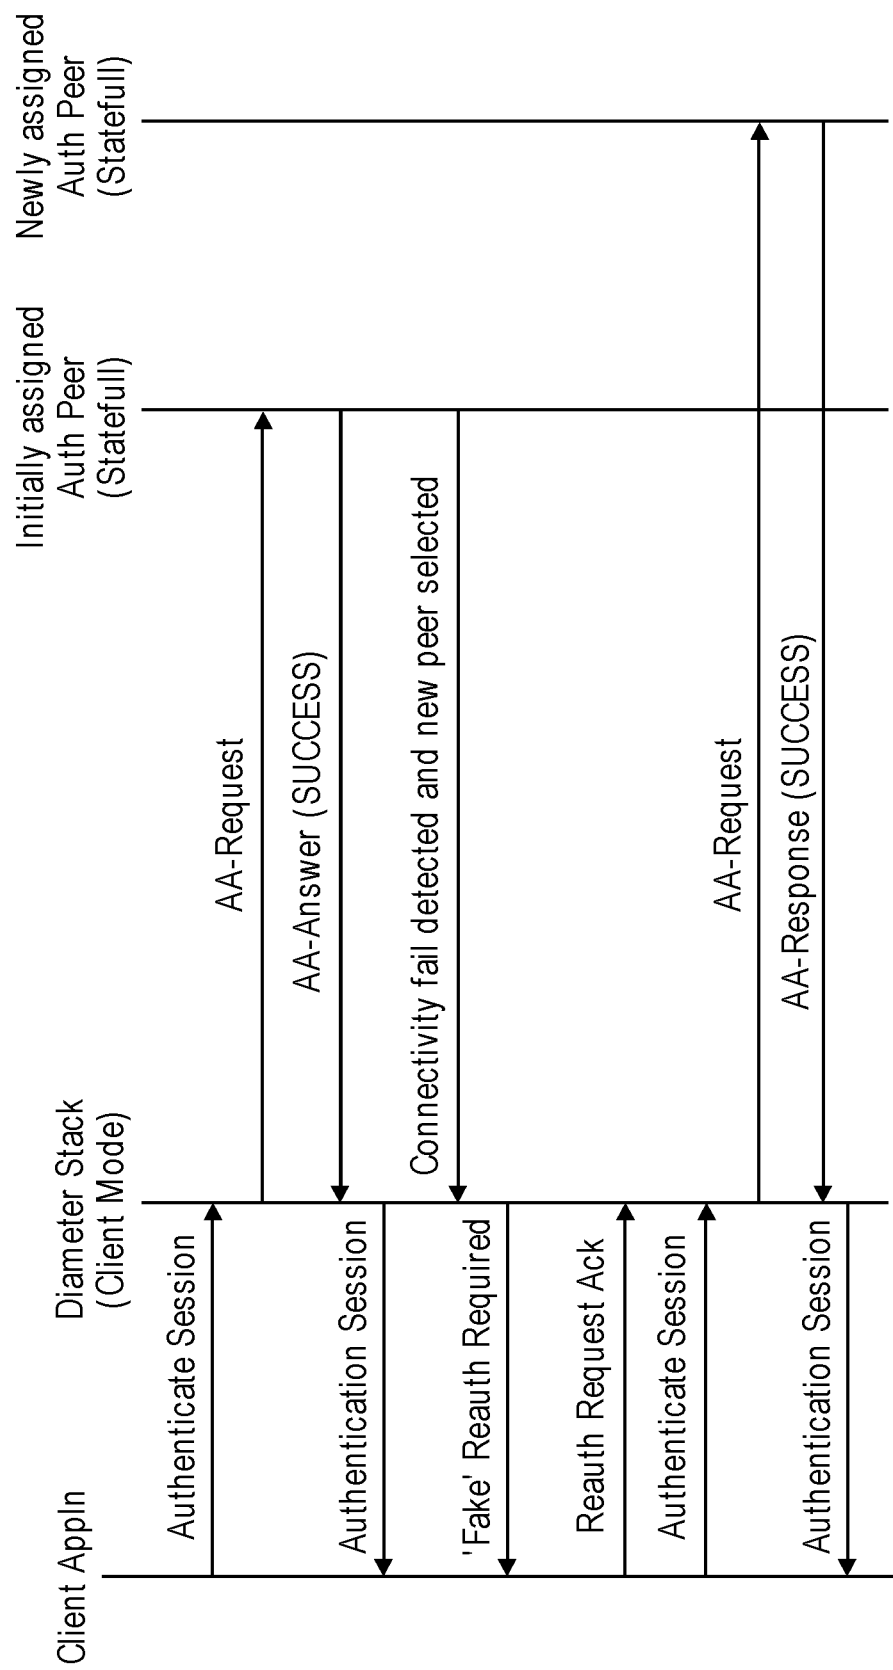 Client Appln
Diameter Stack
(Client Mode)
Initially assigned
Auth Peer
(Statefull)
Newly assigned
Auth Peer
(Statefull)
Authenticate Session
AA-Request
AA-Answer (SUCCESS)
Authentication Session
Connectivity fail detected and new peer selected
'Fake' Reauth Required
Reauth Request Ack
Authenticate Session
AA-Request
AA-Response (SUCCESS)
Authentication Session